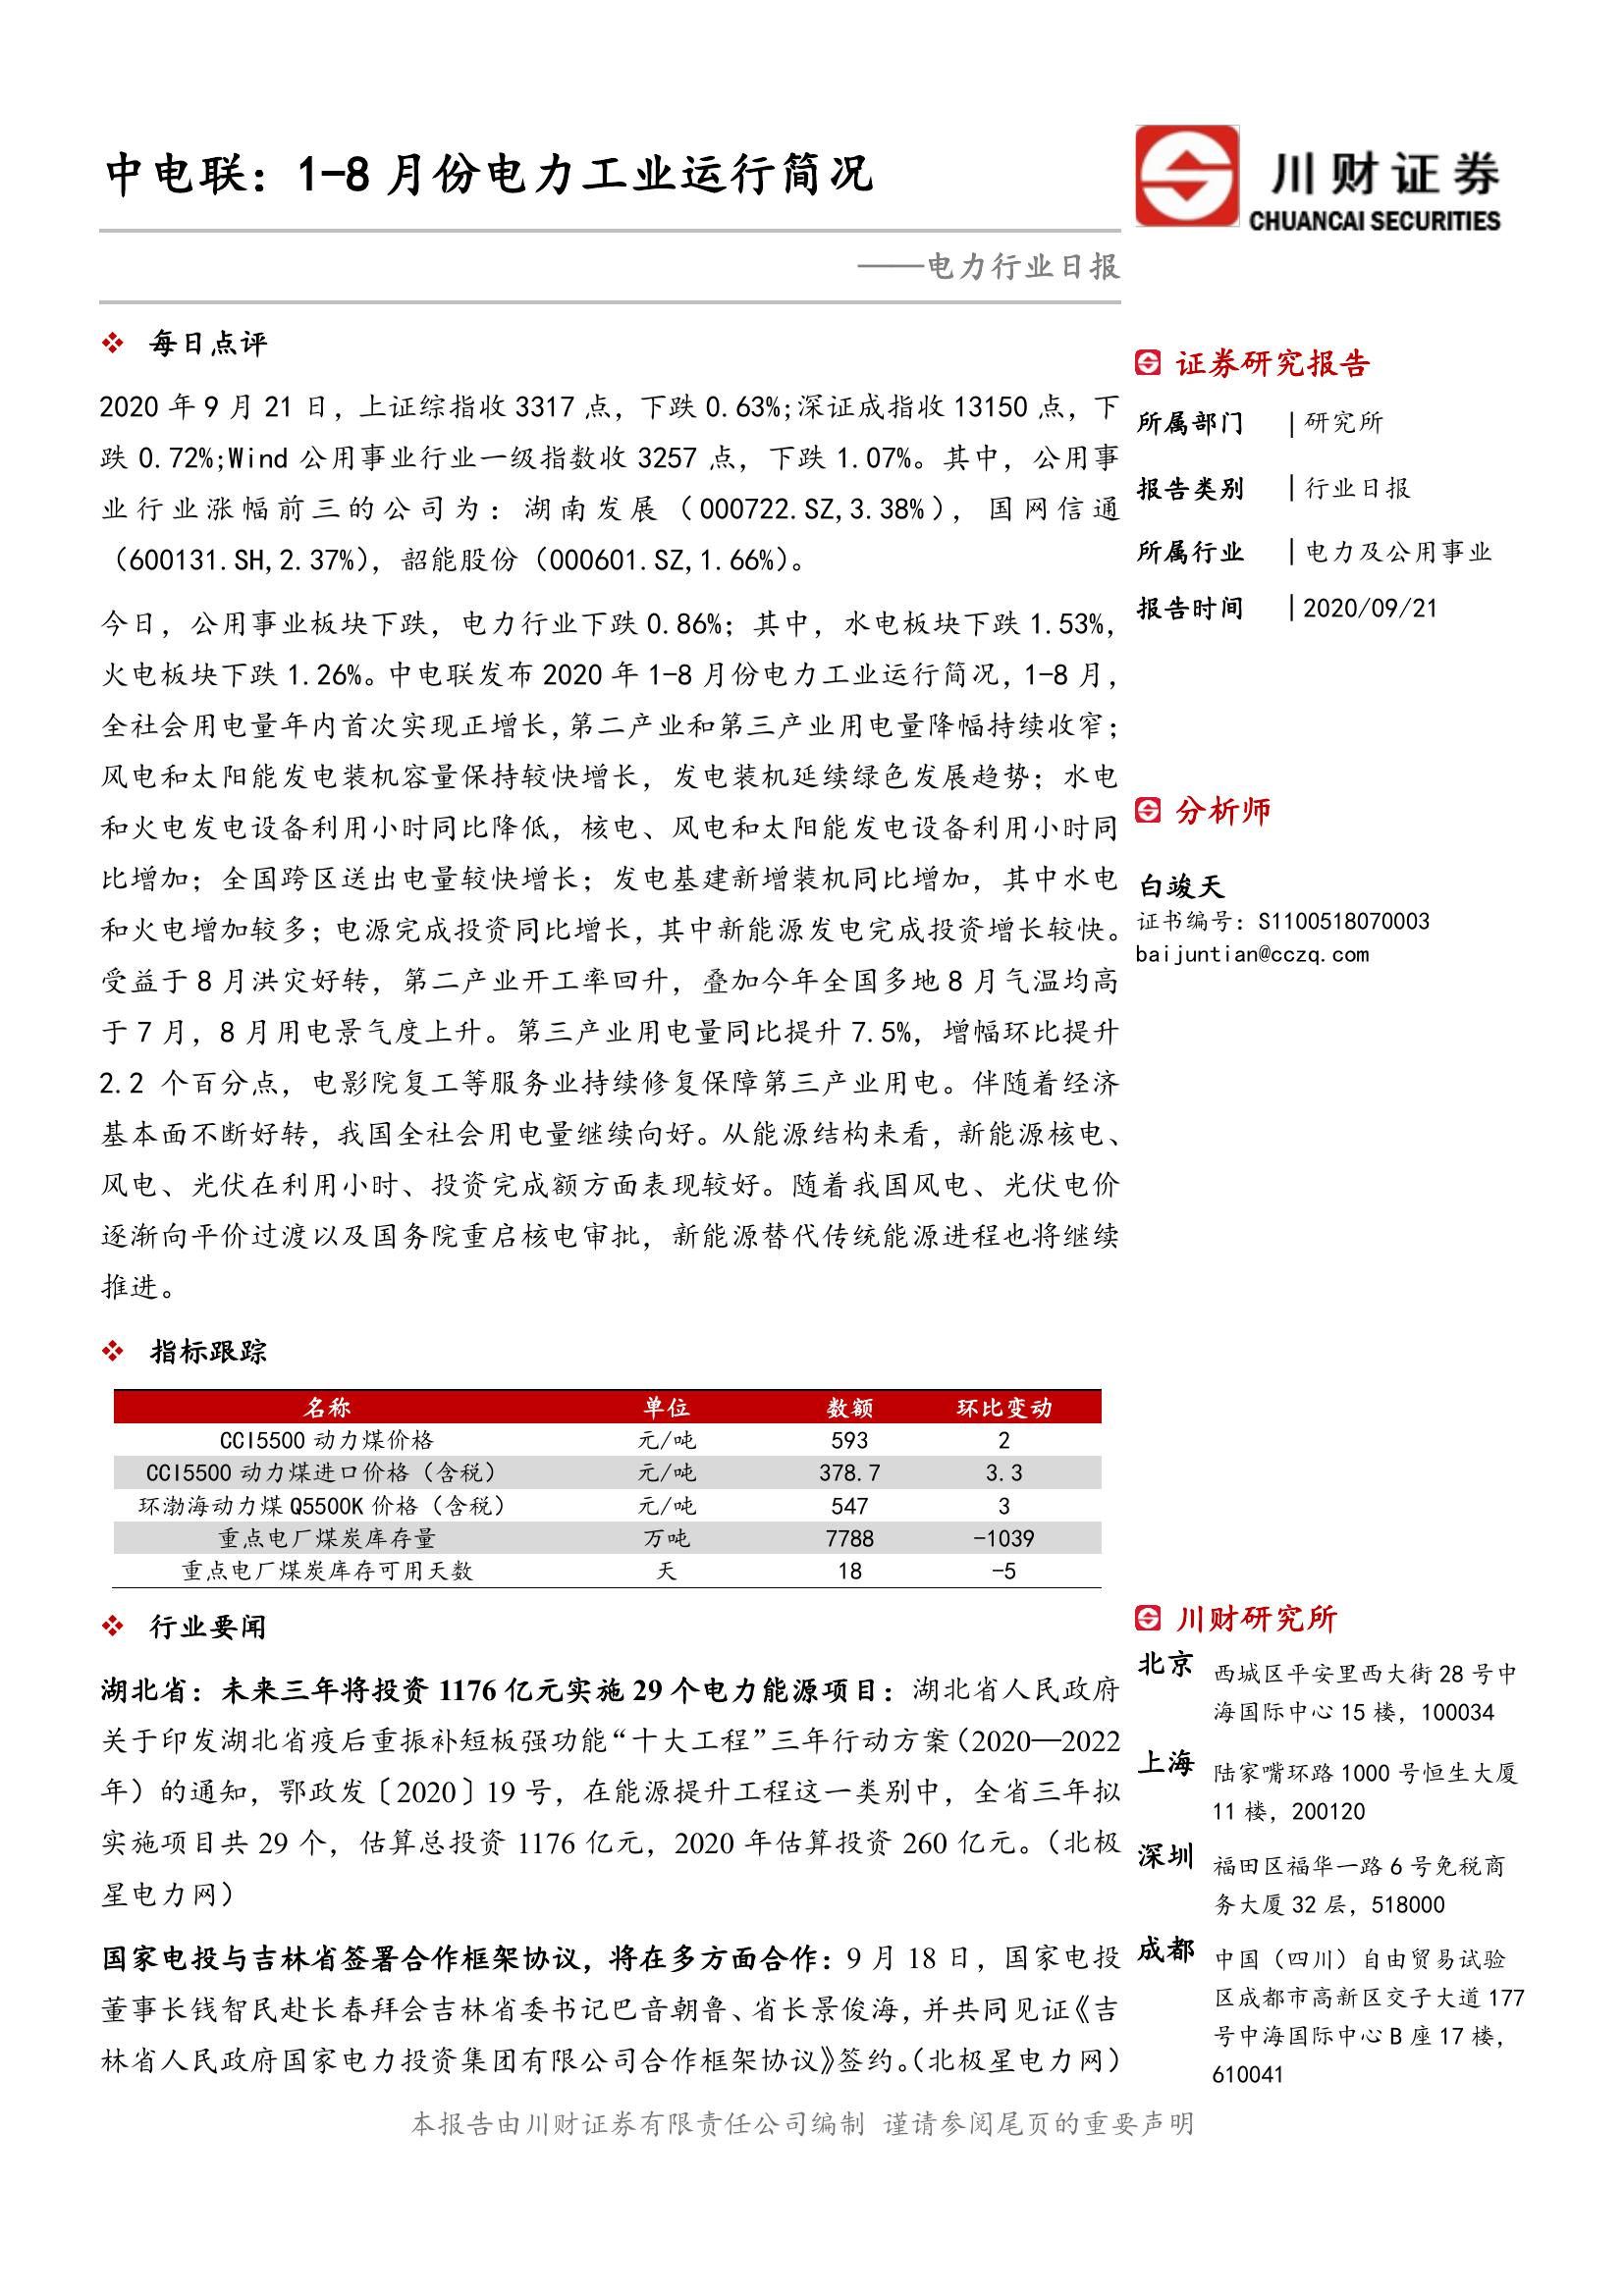 中电联：1-8 月份电力工业运行简况
川财证券
CHUANCAI SECURITIES
——电力行业日报
❖ 每日点评
2020 年 9 月 21 日，上证综指收 3317 点，下跌 0.63%;深证成指收 13150 点，下
跌 0.72%;Wind 公用事业行业一级指数收 3257 点，下跌 1.07%。其中，公用事
业行业涨幅前三的公司为：湖南发展（000722.SZ,3.38%），国网信通
（600131.SH,2.37%），韶能股份（000601.SZ,1.66%）。
今日，公用事业板块下跌，电力行业下跌 0.86%；其中，水电板块下跌 1.53%，
火电板块下跌 1.26%。中电联发布 2020 年 1-8 月份电力工业运行简况，1-8 月，
全社会用电量年内首次实现正增长，第二产业和第三产业用电量降幅持续收窄；
风电和太阳能发电装机容量保持较快增长，发电装机延续绿色发展趋势；水电
和火电发电设备利用小时同比降低，核电、风电和太阳能发电设备利用小时同
比增加；全国跨区送出电量较快增长；发电基建新增装机同比增加，其中水电
和火电增加较多；电源完成投资同比增长，其中新能源发电完成投资增长较快。
受益于 8 月洪灾好转，第二产业开工率回升，叠加今年全国多地 8 月气温均高
于 7 月，8 月用电景气度上升。第三产业用电量同比提升 7.5%，增幅环比提升
2.2 个百分点，电影院复工等服务业持续修复保障第三产业用电。伴随着经济
基本面不断好转，我国全社会用电量继续向好。从能源结构来看，新能源核电、
风电、光伏在利用小时、投资完成额方面表现较好。随着我国风电、光伏电价
逐渐向平价过渡以及国务院重启核电审批，新能源替代传统能源进程也将继续
推进。
❖ 指标跟踪
名称 单位 数额 环比变动
CCI5500 动力煤价格 元/吨 593 2
CCI5500 动力煤进口价格（含税） 元/吨 378.7 3.3
环渤海动力煤 Q5500K 价格（含税） 元/吨 547 3
重点电厂煤炭库存量 万吨 7788 -1039
重点电厂煤炭库存可用天数 天 18 -5
❖ 行业要闻
湖北省：未来三年将投资 1176 亿元实施 29 个电力能源项目：湖北省人民政府
关于印发湖北省疫后重振补短板强功能“十大工程”三年行动方案（2020—2022
年）的通知，鄂政发〔2020〕19 号，在能源提升工程这一类别中，全省三年拟
实施项目共 29 个，估算总投资 1176 亿元，2020 年估算投资 260 亿元。（北极
星电力网）
国家电投与吉林省签署合作框架协议，将在多方面合作：9 月 18 日，国家电投
董事长钱智民赴长春拜会吉林省委书记巴音朝鲁、省长景俊海，并共同见证《吉
林省人民政府国家电力投资集团有限公司合作框架协议》签约。（北极星电力网）
证券研究报告
所属部门 | 研究所
报告类别 | 行业日报
所属行业 | 电力及公用事业
报告时间 | 2020/09/21
分析师
白竣天
证书编号：S1100518070003
baijuntian@cczq.com
川财研究所
北京 西城区平安里西大街 28 号中
海国际中心 15 楼，100034
上海 陆家嘴环路 1000 号恒生大厦
11 楼，200120
深圳 福田区福华一路 6 号免税商
务大厦 32 层，518000
成都 中国（四川）自由贸易试验
区成都市高新区交子大道 177
号中海国际中心 B 座 17 楼，
610041
本报告由川财证券有限责任公司编制 谨请参阅尾页的重要声明